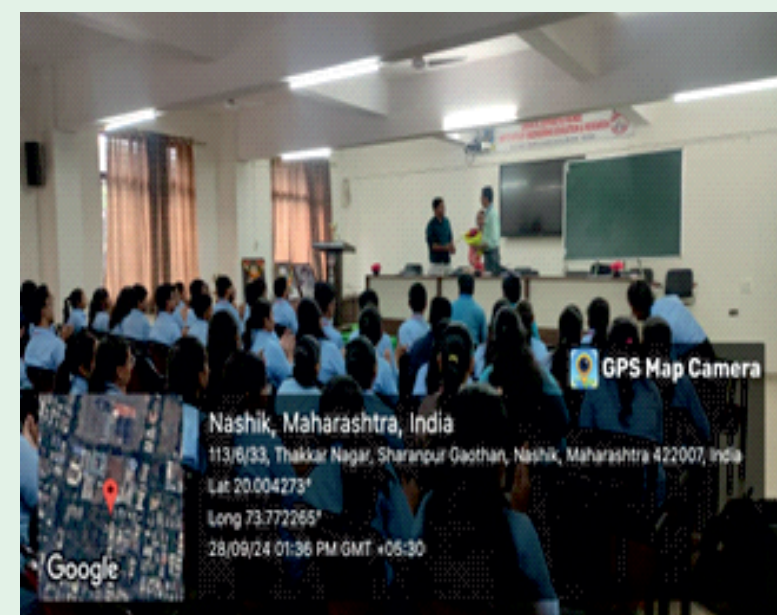 GPS Map Camera
Nashik, Maharashtra, India
113/6/33, Thakkar Nagar, Sharanpur Gaothan, Nashik, Maharashtra 422007, India
Lat 20.004273°
Long 73.772265°
28/09/24 01:36 PM GMT +05:30
Google